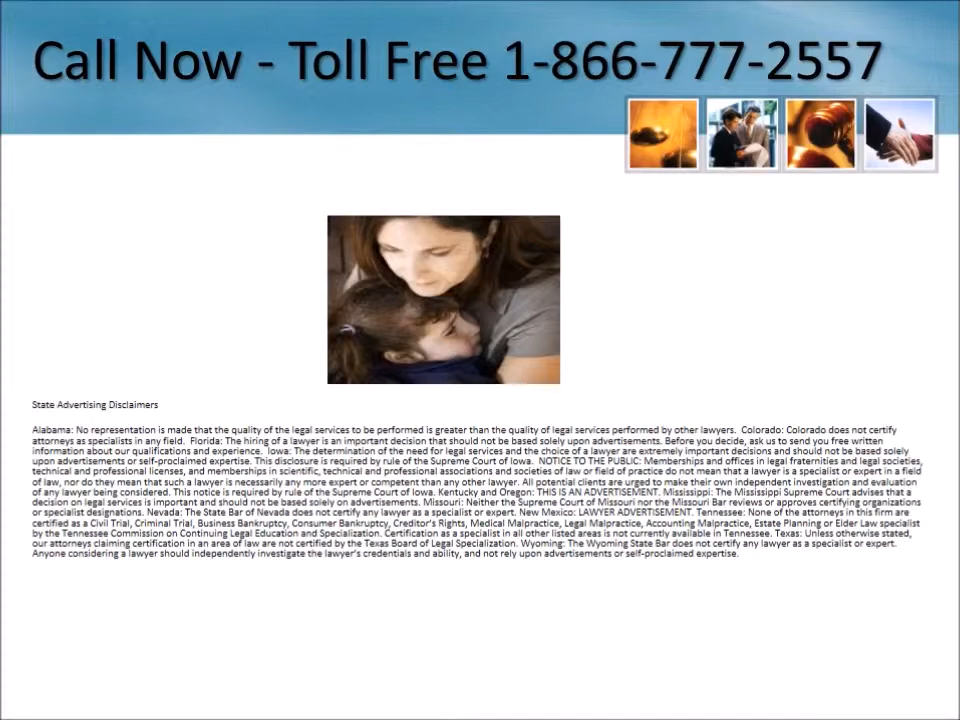 Call Now - Toll Free 1-866-777-2557
State Advertising Disclaimers
Alabama: No representation is made that the quality of the legal services to be performed is greater than the quality of legal services performed by other lawyers.  Colorado: Colorado does not certify
attorneys as specialists in any field.  Florida: The hiring of a lawyer is an important decision that should not be based solely upon advertisements. Before you decide, ask us to send you free written
information about our qualifications and experience.  Iowa: The determination of the need for legal services and the choice of a lawyer are extremely important decisions and should not be based solely
upon advertisements or self-proclaimed expertise. This disclosure is required by rule of the Supreme Court of Iowa.  NOTICE TO THE PUBLIC: Memberships and offices in legal fraternities and legal societies,
technical and professional licenses, and memberships in scientific, technical and professional associations and societies of law or field of practice do not mean that a lawyer is a specialist or expert in a field
of law, nor do they mean that such a lawyer is necessarily any more expert or competent than any other lawyer. All potential clients are urged to make their own independent investigation and evaluation
of any lawyer being considered. This notice is required by rule of the Supreme Court of Iowa. Kentucky and Oregon: THIS IS AN ADVERTISEMENT. Mississippi: The Mississippi Supreme Court advises that a
decision on legal services is important and should not be based solely on advertisements. Missouri: Neither the Supreme Court of Missouri nor the Missouri Bar reviews or approves certifying organizations
or specialist designations. Nevada: The State Bar of Nevada does not certify any lawyer as a specialist or expert. New Mexico: LAWYER ADVERTISEMENT. Tennessee: None of the attorneys in this firm are
certified as a Civil Trial, Criminal Trial, Business Bankruptcy, Consumer Bankruptcy, Creditor's Rights, Medical Malpractice, Legal Malpractice, Accounting Malpractice, Estate Planning or Elder Law specialist
by the Tennessee Commission on Continuing Legal Education and Specialization. Certification as a specialist in all other listed areas is not currently available in Tennessee. Texas: Unless otherwise stated,
our attorneys claiming certification in an area of law are not certified by the Texas Board of Legal Specialization. Wyoming: The Wyoming State Bar does not certify any lawyer as a specialist or expert.
Anyone considering a lawyer should independently investigate the lawyer's credentials and ability, and not rely upon advertisements or self-proclaimed expertise.